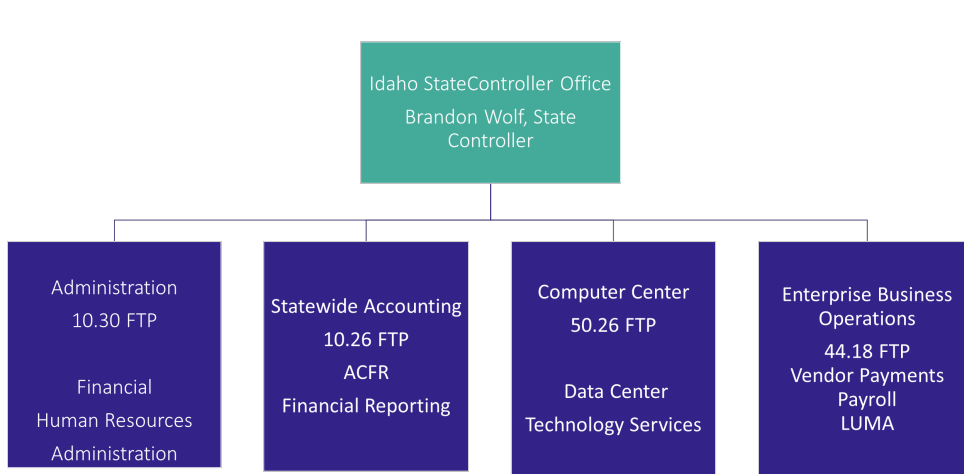 Idaho StateController Office
Brandon Wolf, State
Controller
Administration
10.30 FTP
Financial
Human Resources
Administration
Statewide Accounting
10.26 FTP
ACFR
Financial Reporting
Computer Center
50.26 FTP
Data Center
Technology Services
Enterprise Business
Operations
44.18 FTP
Vendor Payments
Payroll
LUMA